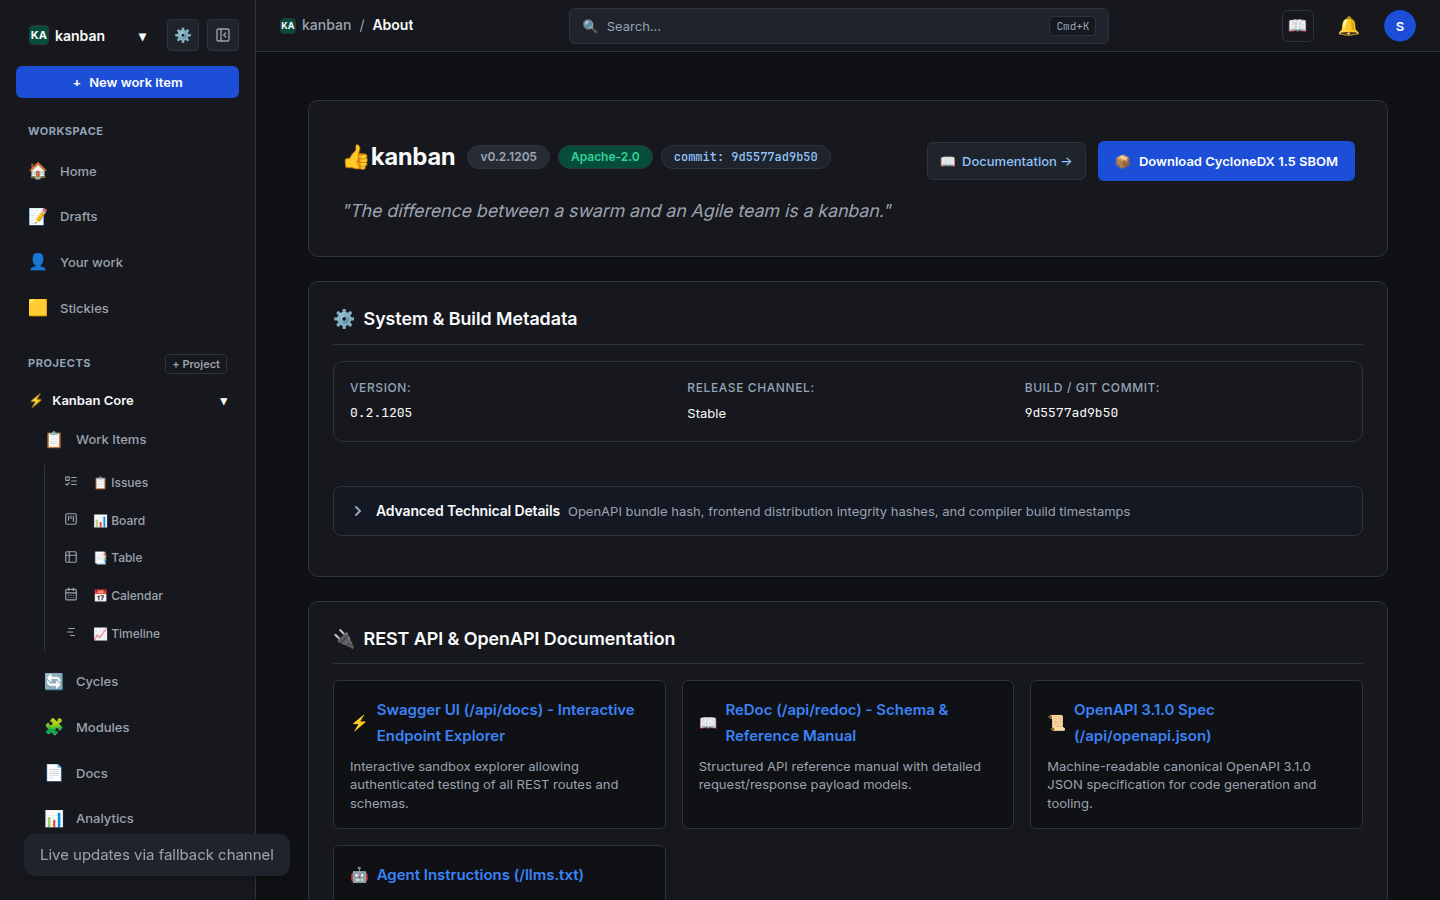 KA kanban ▼
+ New work item
WORKSPACE
Home
Drafts
Your work
Stickies
PROJECTS
+ Project
Kanban Core ▼
Work Items
Issues
Board
Table
Calendar
Timeline
Cycles
Modules
Docs
Analytics
Live updates via fallback channel
KA kanban / About
Search...
Cmd+K
S
kanban
v0.2.1205
Apache-2.0
commit: 9d5577ad9b50
Documentation →
Download CycloneDX 1.5 SBOM
"The difference between a swarm and an Agile team is a kanban."
System & Build Metadata
VERSION:
0.2.1205
RELEASE CHANNEL:
Stable
BUILD / GIT COMMIT:
9d5577ad9b50
Advanced Technical Details OpenAPI bundle hash, frontend distribution integrity hashes, and compiler build timestamps
REST API & OpenAPI Documentation
Swagger UI (/api/docs) - Interactive
Endpoint Explorer
Interactive sandbox explorer allowing
authenticated testing of all REST routes and
schemas.
ReDoc (/api/redoc) - Schema &
Reference Manual
Structured API reference manual with detailed
request/response payload models.
OpenAPI 3.1.0 Spec
(/api/openapi.json)
Machine-readable canonical OpenAPI 3.1.0
JSON specification for code generation and
tooling.
Agent Instructions (/llms.txt)